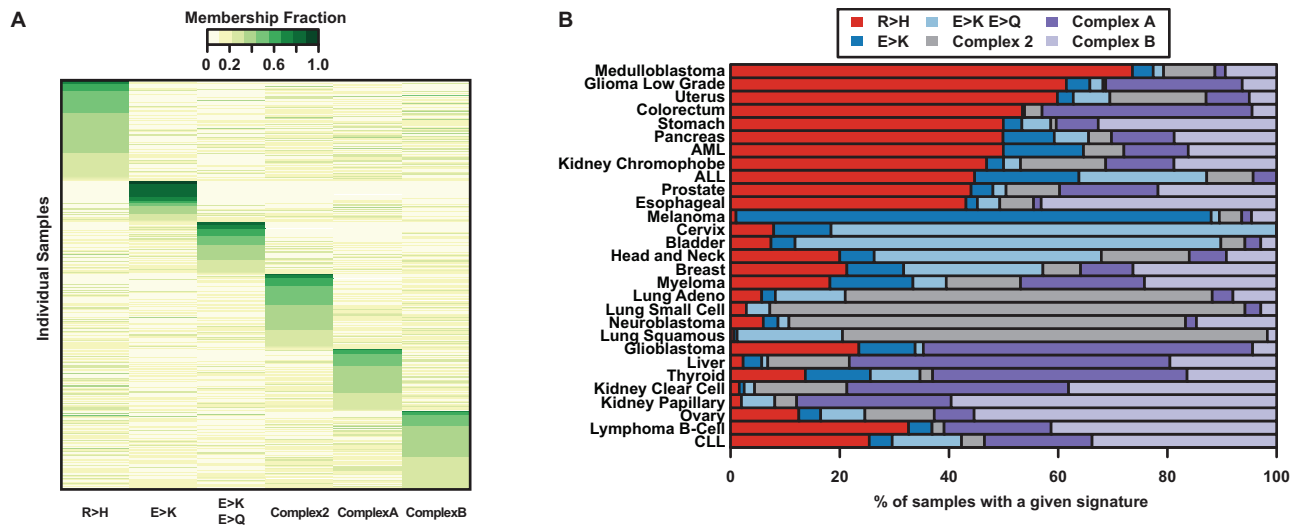 A
Membership Fraction
0 0.2 0.6 1.0
Individual Samples
R>H E>K E>K E>Q Complex2 ComplexA ComplexB
B
R>H E>K E>Q Complex A
E>K Complex 2 Complex B
Medulloblastoma
Glioma Low Grade
Uterus
Colorectum
Stomach
Pancreas
AML
Kidney Chromophobe
ALL
Prostate
Esophageal
Melanoma
Cervix
Bladder
Head and Neck
Breast
Myeloma
Lung Adeno
Lung Small Cell
Neuroblastoma
Lung Squamous
Glioblastoma
Liver
Thyroid
Kidney Clear Cell
Kidney Papillary
Ovary
Lymphoma B-Cell
CLL
0 20 40 60 80 100
% of samples with a given signature